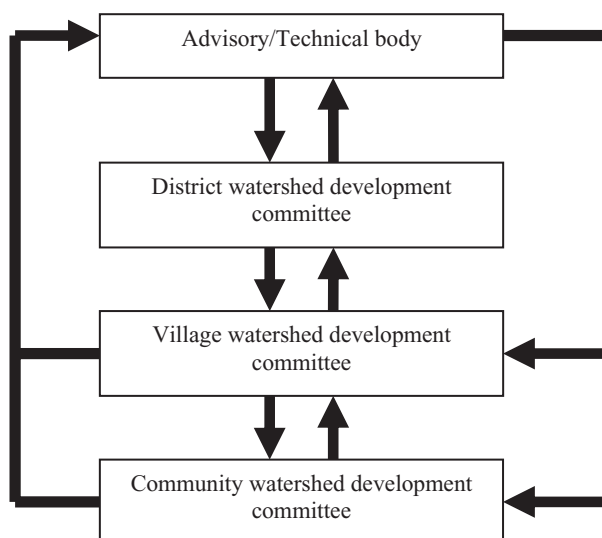 Advisory/Technical body
District watershed development
committee
Village watershed development
committee
Community watershed development
committee